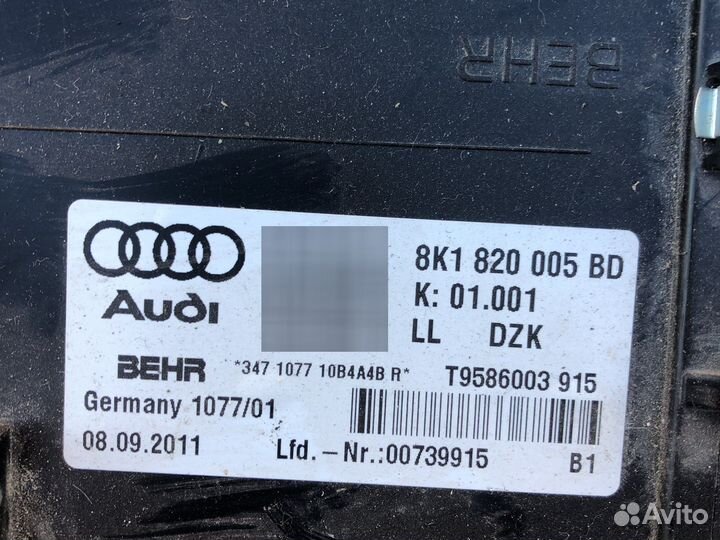 BEHR
8K1 820 005 BD
Audi
K: 01.001
LL DZK
BEHR *347 1077 10B4A4B R* T9586003 915
Germany 1077/01
08.09.2011 Lfd.-Nr.:00739915 B1
Avito